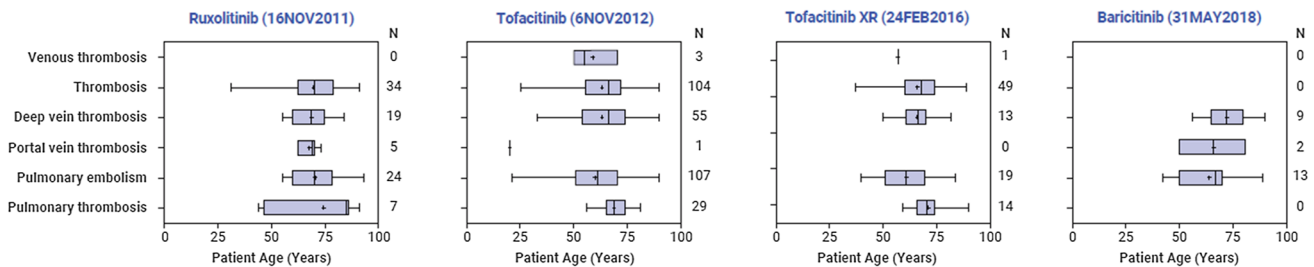 Ruxolitinib (16NOV2011) Tofacitinib (6NOV2012) Tofacitinib XR (24FEB2016) Baricitinib (31MAY2018)
N N N N
Venous thrombosis 0 3 1 0
Thrombosis 34 104 49 0
Deep vein thrombosis 19 55 13 9
Portal vein thrombosis 5 1 0 2
Pulmonary embolism 24 107 19 13
Pulmonary thrombosis 7 29 14 0
0 25 50 75 100 0 25 50 75 100 0 25 50 75 100 0 25 50 75 100
Patient Age (Years) Patient Age (Years) Patient Age (Years) Patient Age (Years)